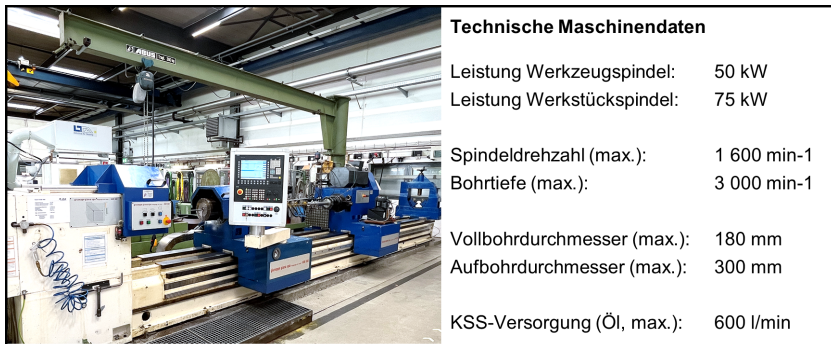 ABUS
Technische Maschinendaten
Leistung Werkzeugspindel: 50 kW
Leistung Werkstückspindel: 75 kW
Spindeldrehzahl (max.): 1 600 min-1
Bohrtiefe (max.): 3 000 min-1
Vollbohrdurchmesser (max.): 180 mm
Aufbohrdurchmesser (max.): 300 mm
KSS-Versorgung (Öl, max.): 600 l/min